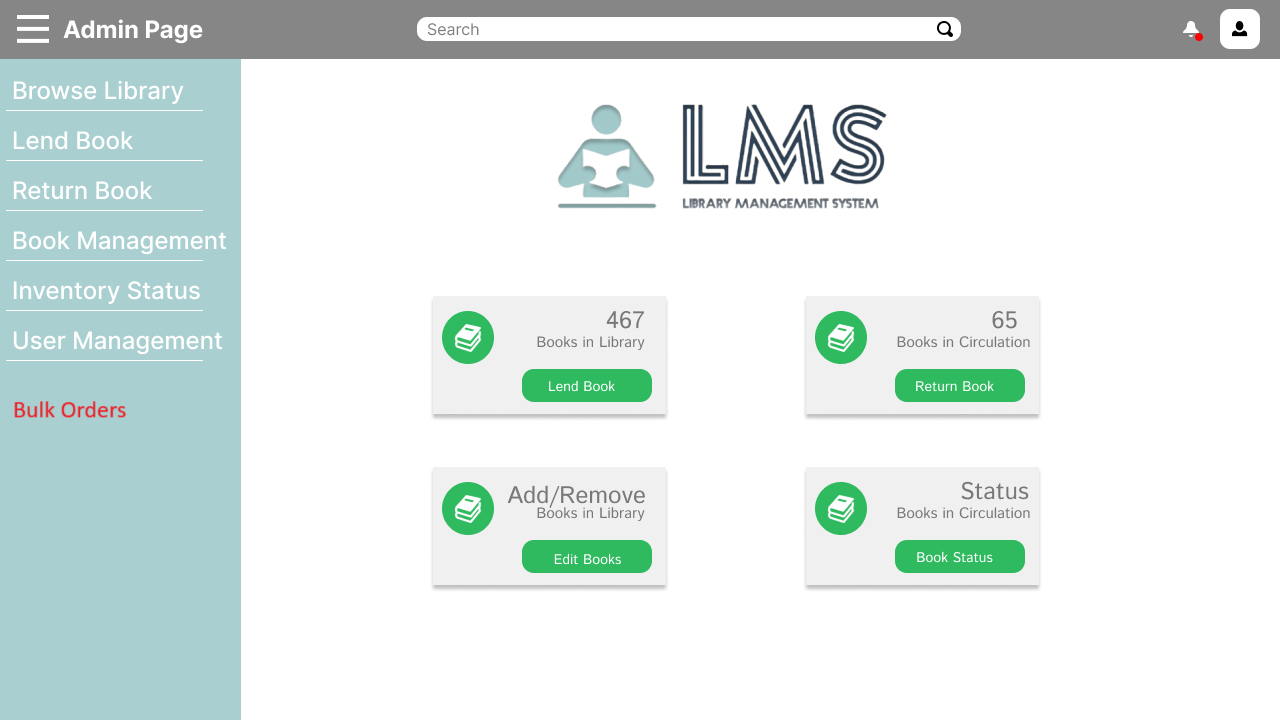 Admin Page
Search
Browse Library
Lend Book
Return Book
Book Management
Inventory Status
User Management
Bulk Orders
LMS
LIBRARY MANAGEMENT SYSTEM
467
Books in Library
Lend Book
65
Books in Circulation
Return Book
Add/Remove
Books in Library
Edit Books
Status
Books in Circulation
Book Status